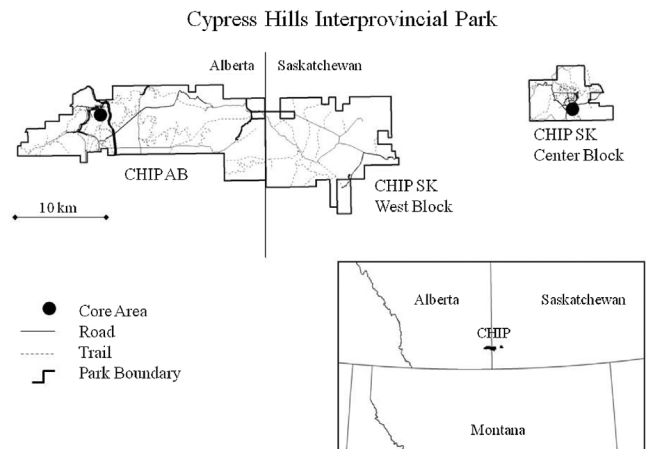 Cypress Hills Interprovincial Park
Alberta
Saskatchewan
CHIP AB
CHIP SK
West Block
CHIP SK
Center Block
10 km
Core Area
Road
Trail
Park Boundary
Alberta
Saskatchewan
CHIP
Montana